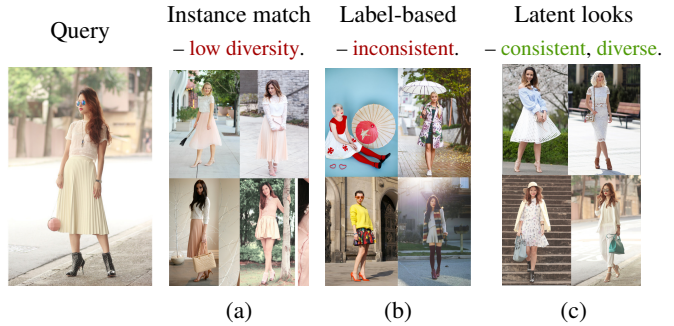 Query
Instance match
– low diversity.
Label-based
– inconsistent.
Latent looks
– consistent, diverse.
(a)
(b)
(c)